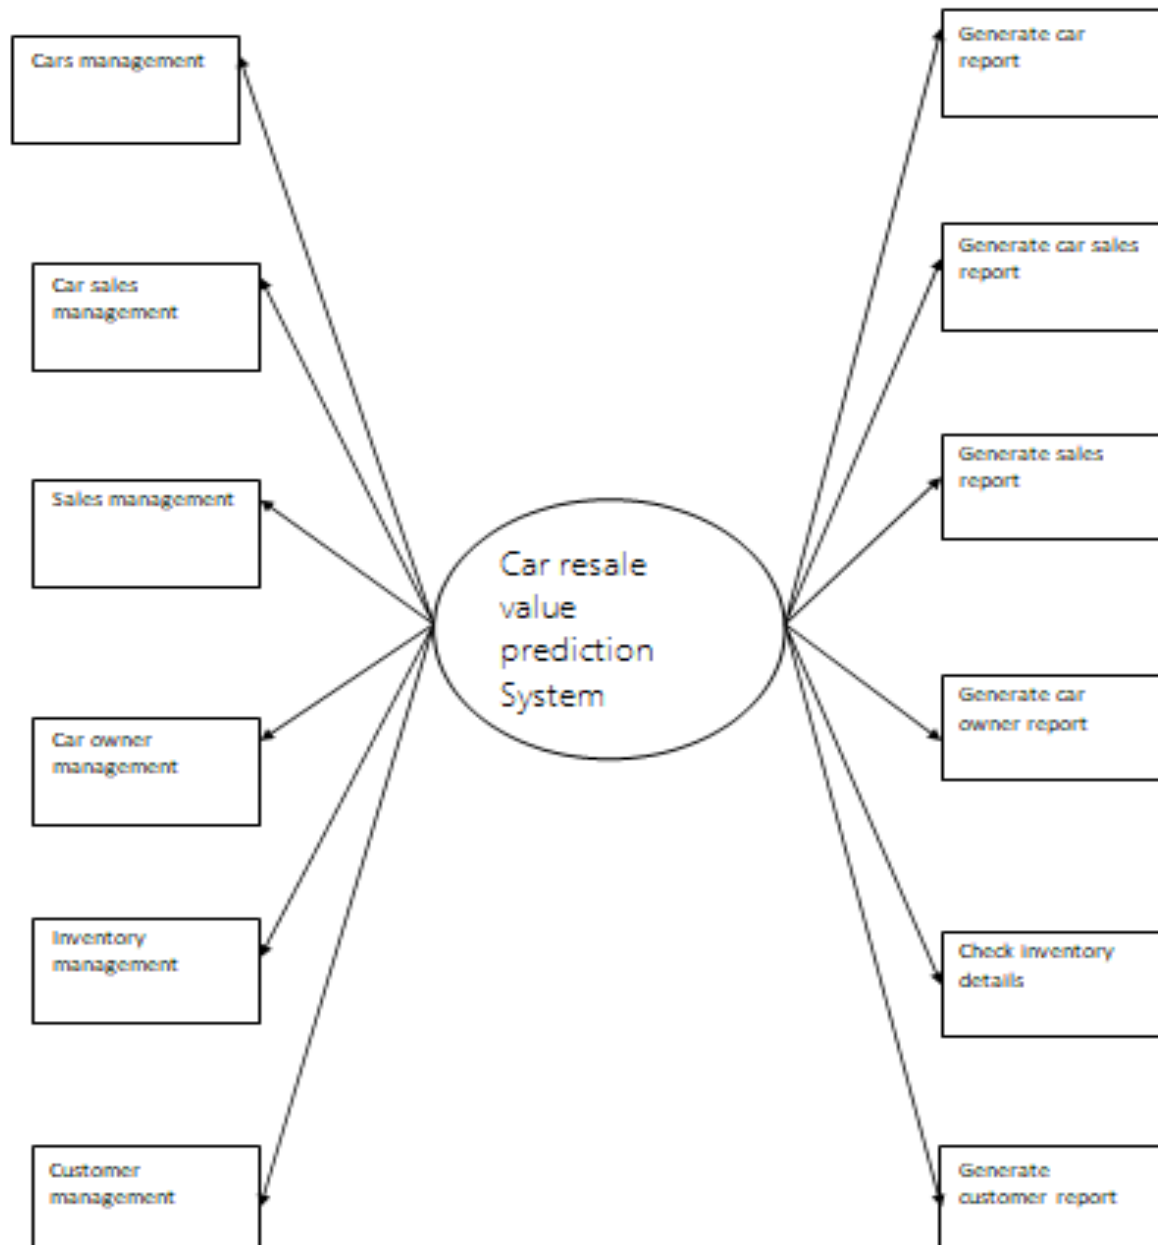 Cars management
Car sales
management
Sales management
Car owner
management
Inventory
management
Customer
management
Car resale
value
prediction
System
Generate car
report
Generate car sales
report
Generate sales
report
Generate car
owner report
Check inventory
details
Generate
customer report